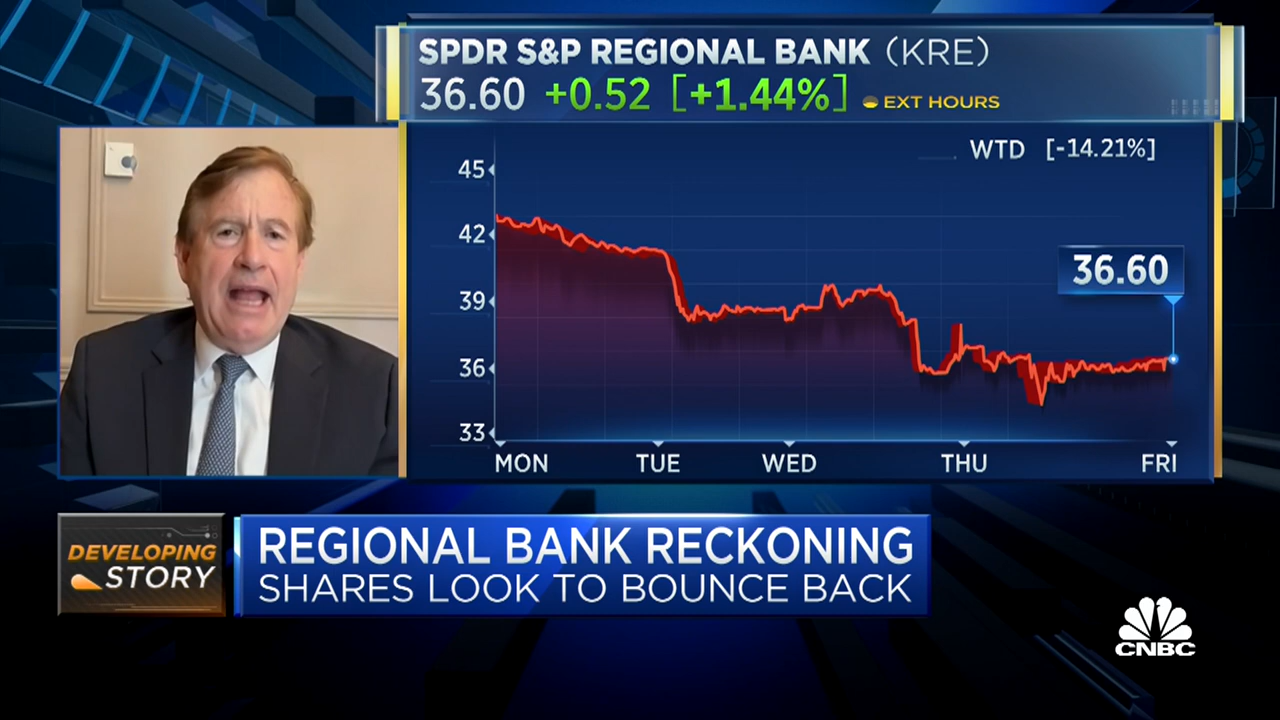 SPDR S&P REGIONAL BANK (KRE)
36.60 +0.52 [+1.44%] EXT HOURS
WTD [-14.21%]
45
42
39
36
33
36.60
MON TUE WED THU FRI
DEVELOPING
STORY
REGIONAL BANK RECKONING
SHARES LOOK TO BOUNCE BACK
CNBC